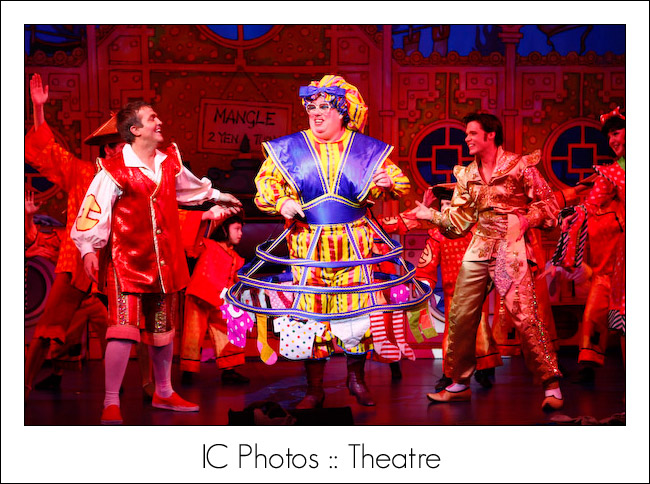 MANGLE
2 YEN A
IC Photos :: Theatre